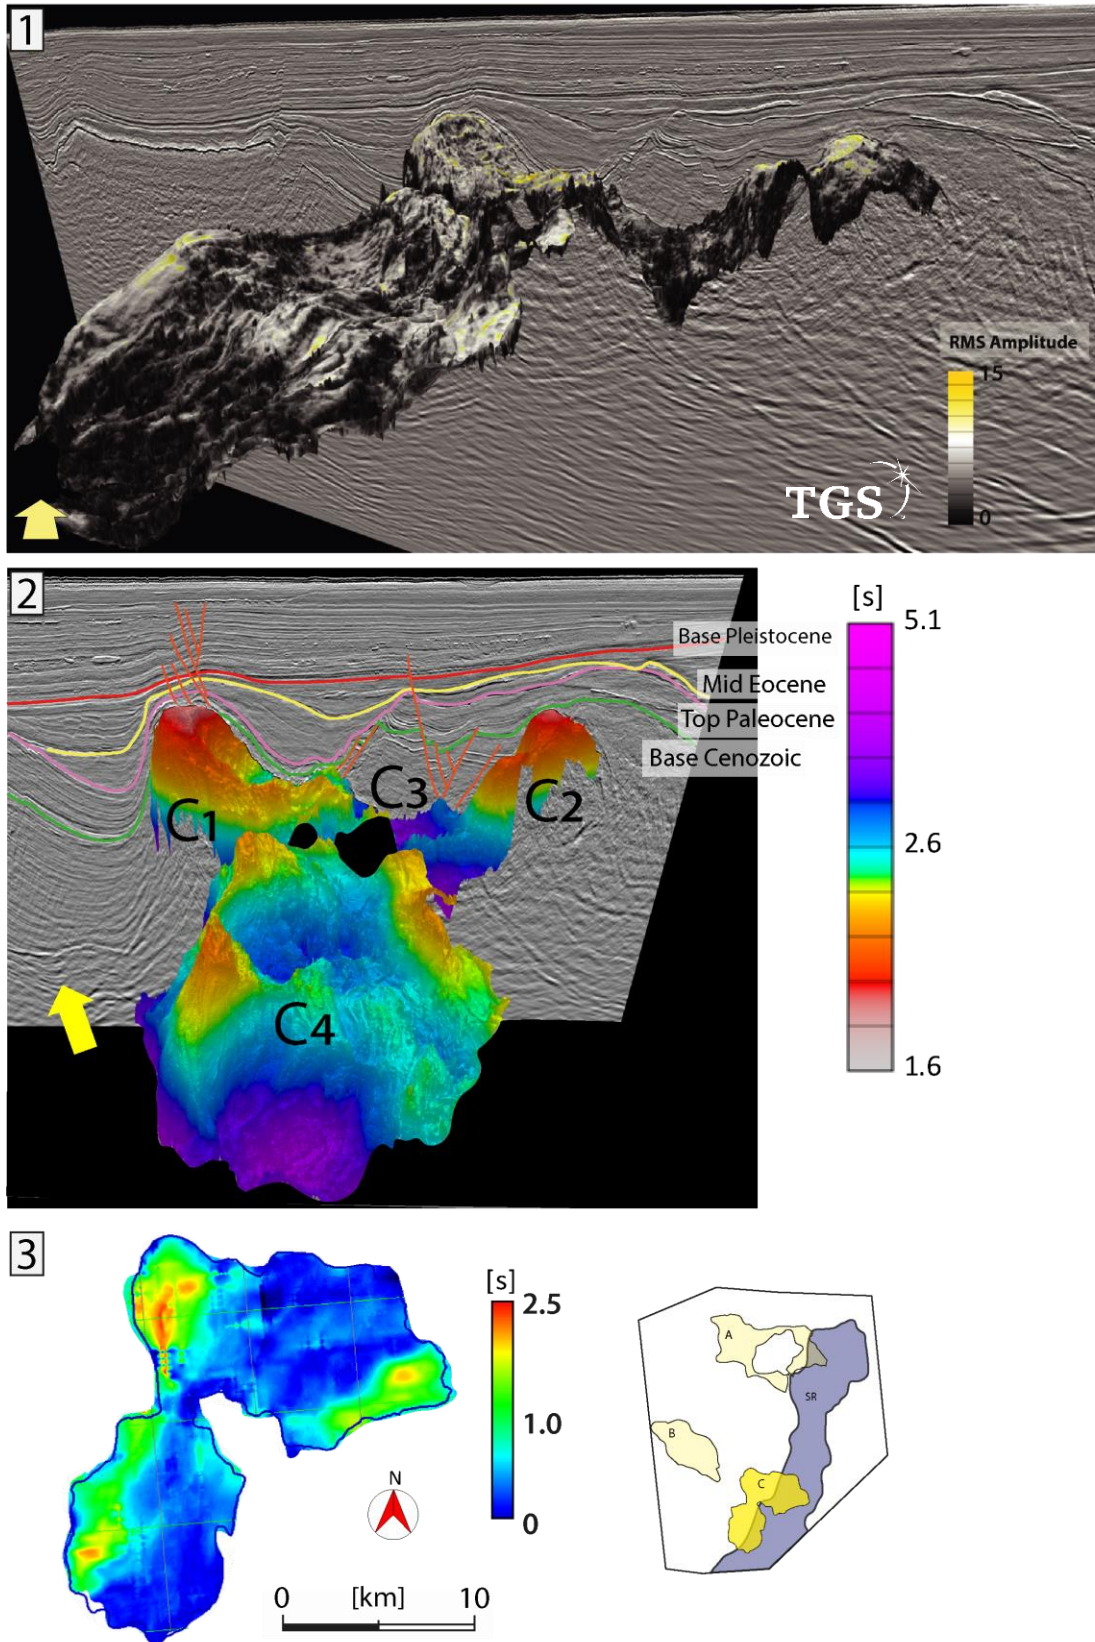 1
RMS Amplitude
15
0
TGS
2
[s]
5.1
2.6
1.6
Base Pleistocene
Mid Eocene
Top Paleocene
Base Cenozoic
C1
C3
C2
C4
3
[s]
2.5
1.0
0
N
0 [km] 10
A
SR
B
C